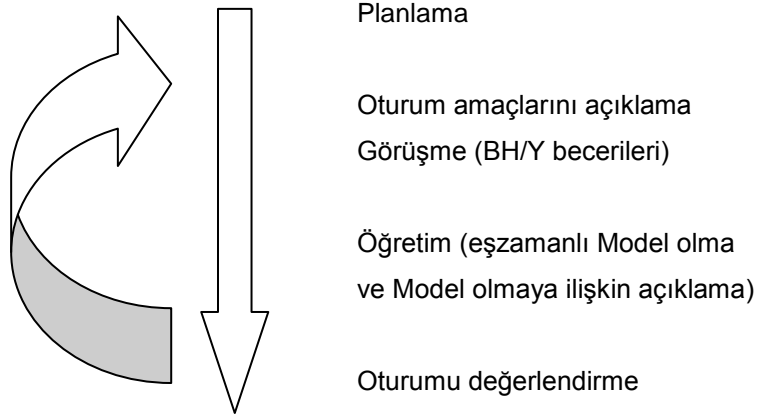 Planlama
Oturum amaçlarını açıklama
Görüşme (BH/Y becerileri)
Öğretim (eşzamanlı Model olma
ve Model olmaya ilişkin açıklama)
Oturumu değerlendirme